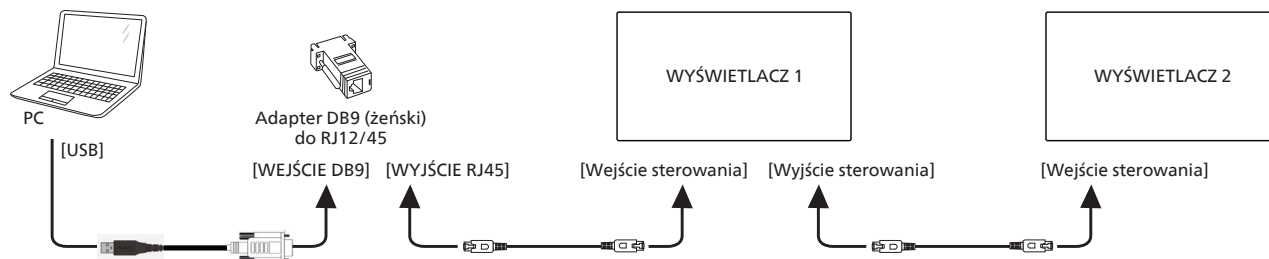 WYŚWIETLACZ 1
WYŚWIETLACZ 2
PC
Adapter DB9 (żeński)
do RJ12/45
[USB]
[WEJŚCIE DB9]
[WYJŚCIE RJ45]
[Wejście sterowania]
[Wyjście sterowania]
[Wejście sterowania]